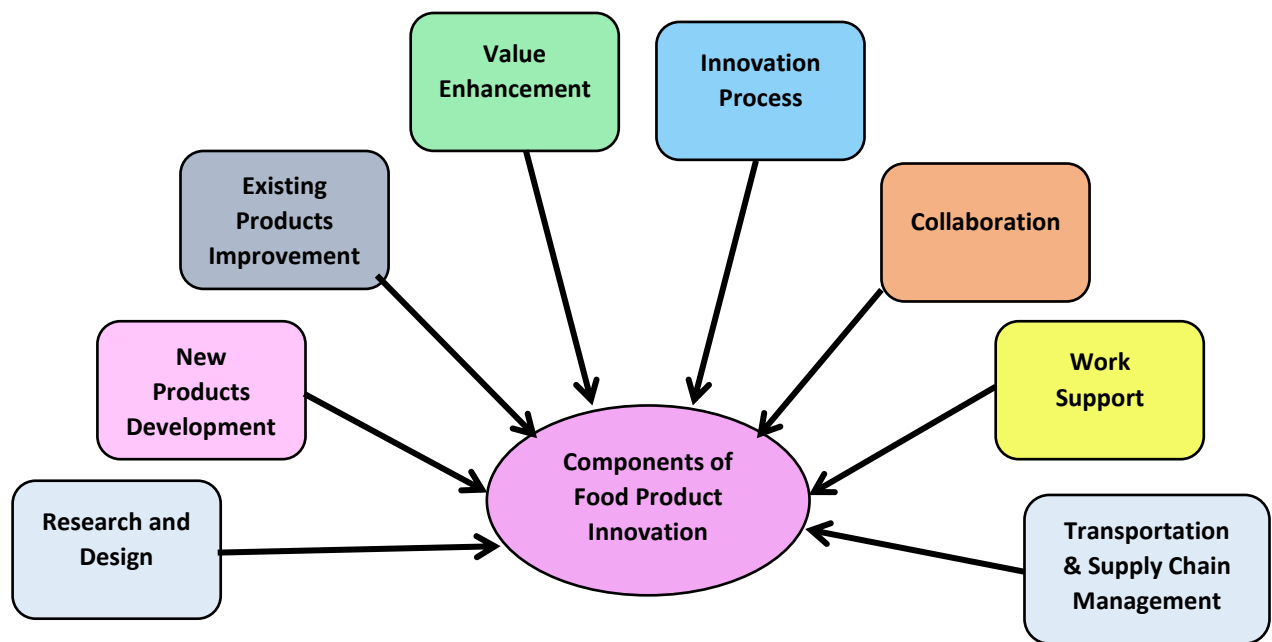 Value
Enhancement
Innovation
Process
Existing
Products
Improvement
Collaboration
New
Products
Development
Work
Support
Components of
Food Product
Innovation
Research and
Design
Transportation
& Supply Chain
Management